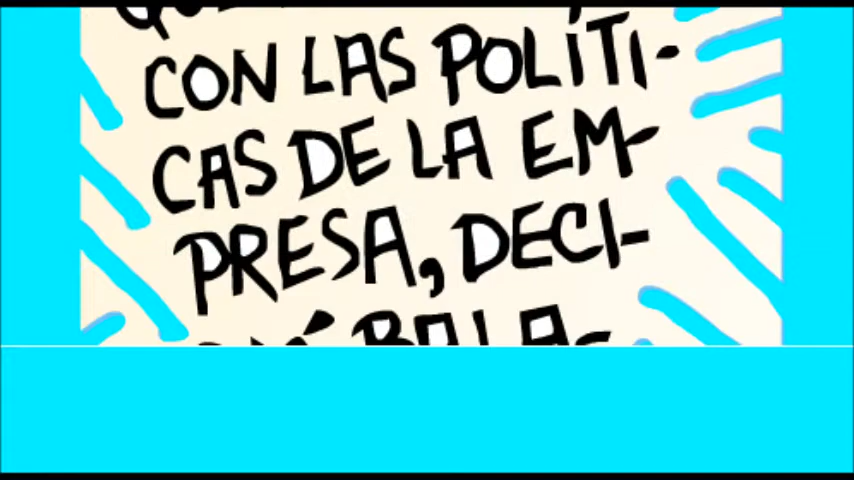 CON LAS POLÍTI-
CAS DE LA EM-
PRESA, DECI-